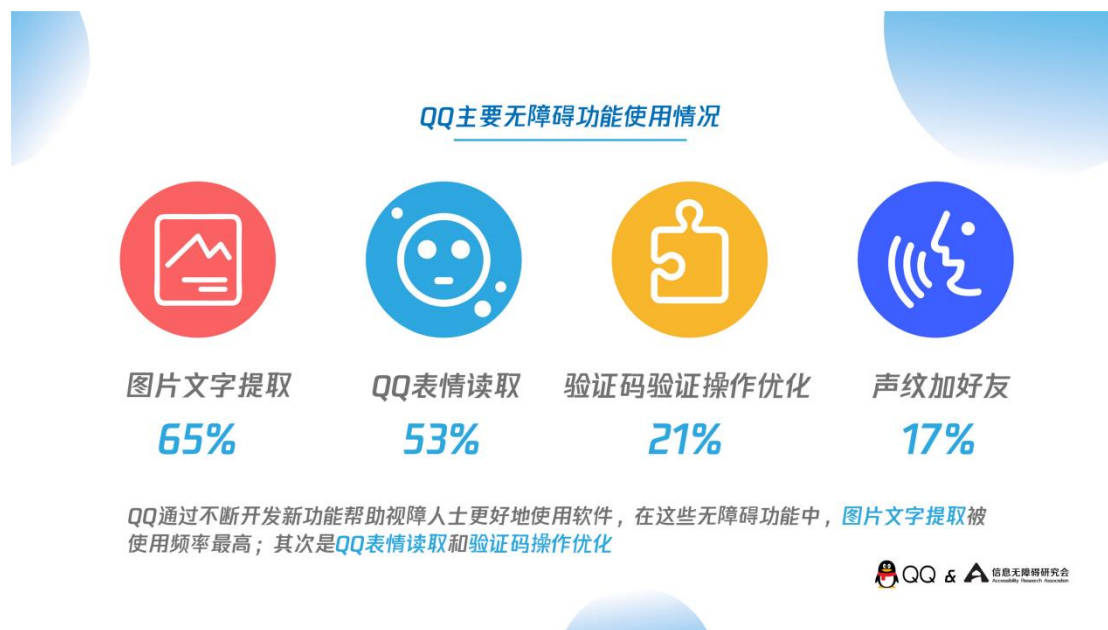 QQ主要无障碍功能使用情况
图片文字提取
QQ表情读取
验证码验证操作优化
声纹加好友
65%
53%
21%
17%
QQ通过不断开发新功能帮助视障人士更好地使用软件，在这些无障碍功能中，图片文字提取被
使用频率最高；其次是QQ表情读取和验证码操作优化
QQ & 信息无障碍研究会
Accessibility Research Association